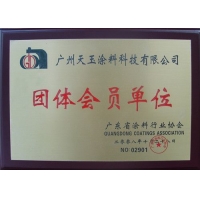 广州天玉涂料科技有限公司
团体会员单位
广东省涂料行业协会
GUANGDONG COATINGS ASSOCIATION
NO 02501